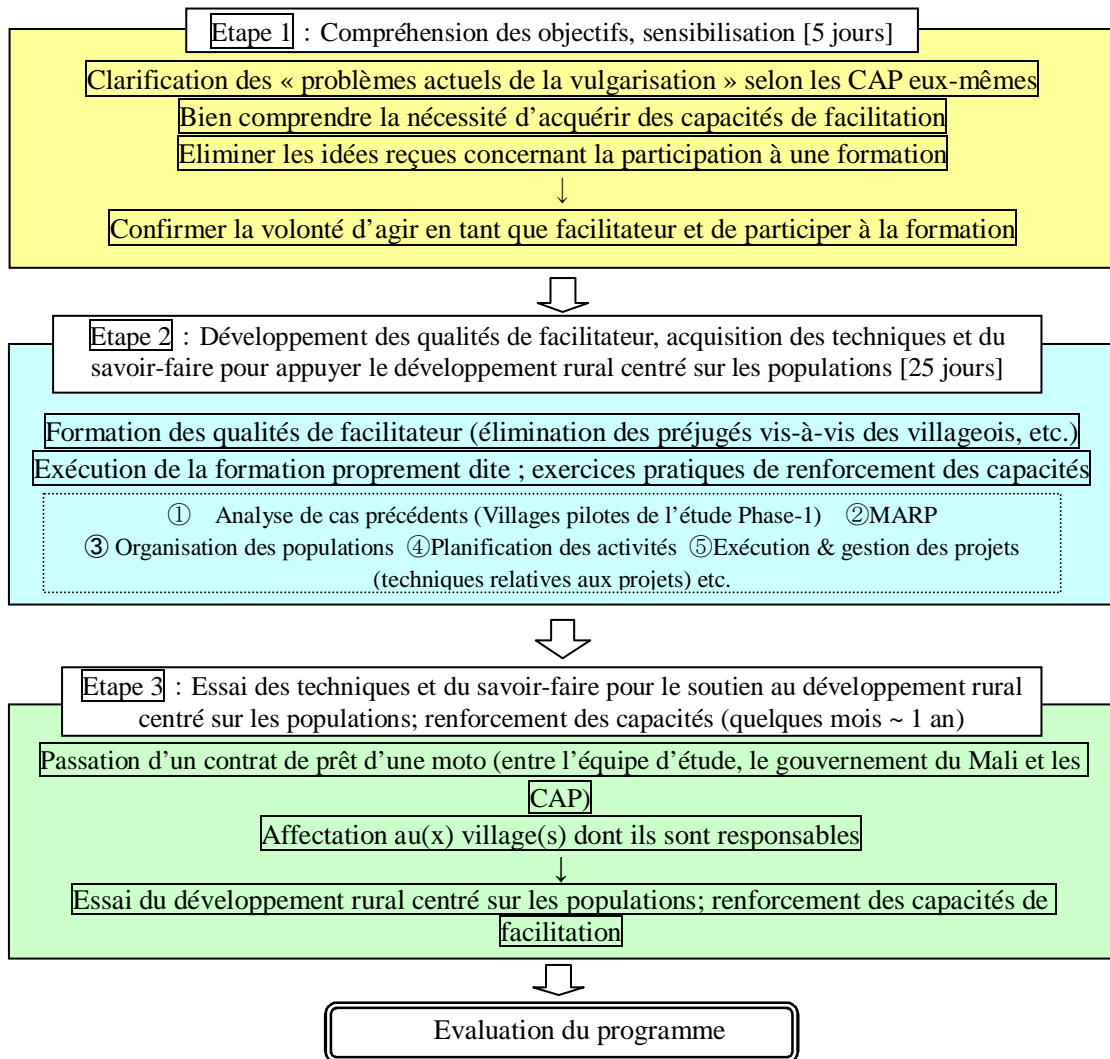 Etape 1 : Compréhension des objectifs, sensibilisation [5 jours]
Clarification des « problèmes actuels de la vulgarisation » selon les CAP eux-mêmes
Bien comprendre la nécessité d’acquérir des capacités de facilitation
Eliminer les idées reçues concernant la participation à une formation
↓
Confirmer la volonté d’agir en tant que facilitateur et de participer à la formation
Etape 2 : Développement des qualités de facilitateur, acquisition des techniques et du
savoir-faire pour appuyer le développement rural centré sur les populations [25 jours]
Formation des qualités de facilitateur (élimination des préjugés vis-à-vis des villageois, etc.)
Exécution de la formation proprement dite ; exercices pratiques de renforcement des capacités
① Analyse de cas précédents (Villages pilotes de l’étude Phase-1) ②MARP
③ Organisation des populations ④Planification des activités ⑤Exécution & gestion des projets
(techniques relatives aux projets) etc.
Etape 3 : Essai des techniques et du savoir-faire pour le soutien au développement rural
centré sur les populations; renforcement des capacités (quelques mois ~ 1 an)
Passation d’un contrat de prêt d’une moto (entre l’équipe d’étude, le gouvernement du Mali et les
CAP)
Affectation au(x) village(s) dont ils sont responsables
↓
Essai du développement rural centré sur les populations; renforcement des capacités de
facilitation
Evaluation du programme